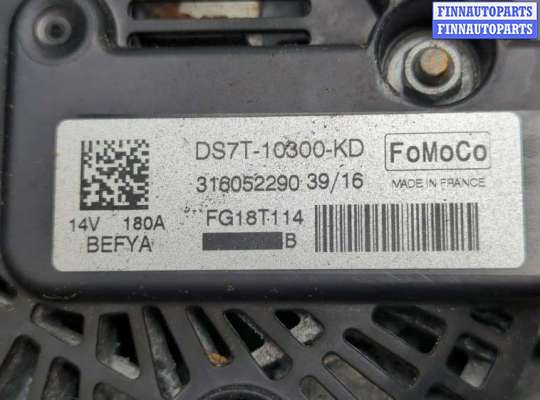 FINNAUTOPARTS
FINNAUTOPARTS
DS7T-10300-KD
FoMoCo
316052290 39/16
MADE IN FRANCE
14V 180A
FG18T114
BEFYA
B